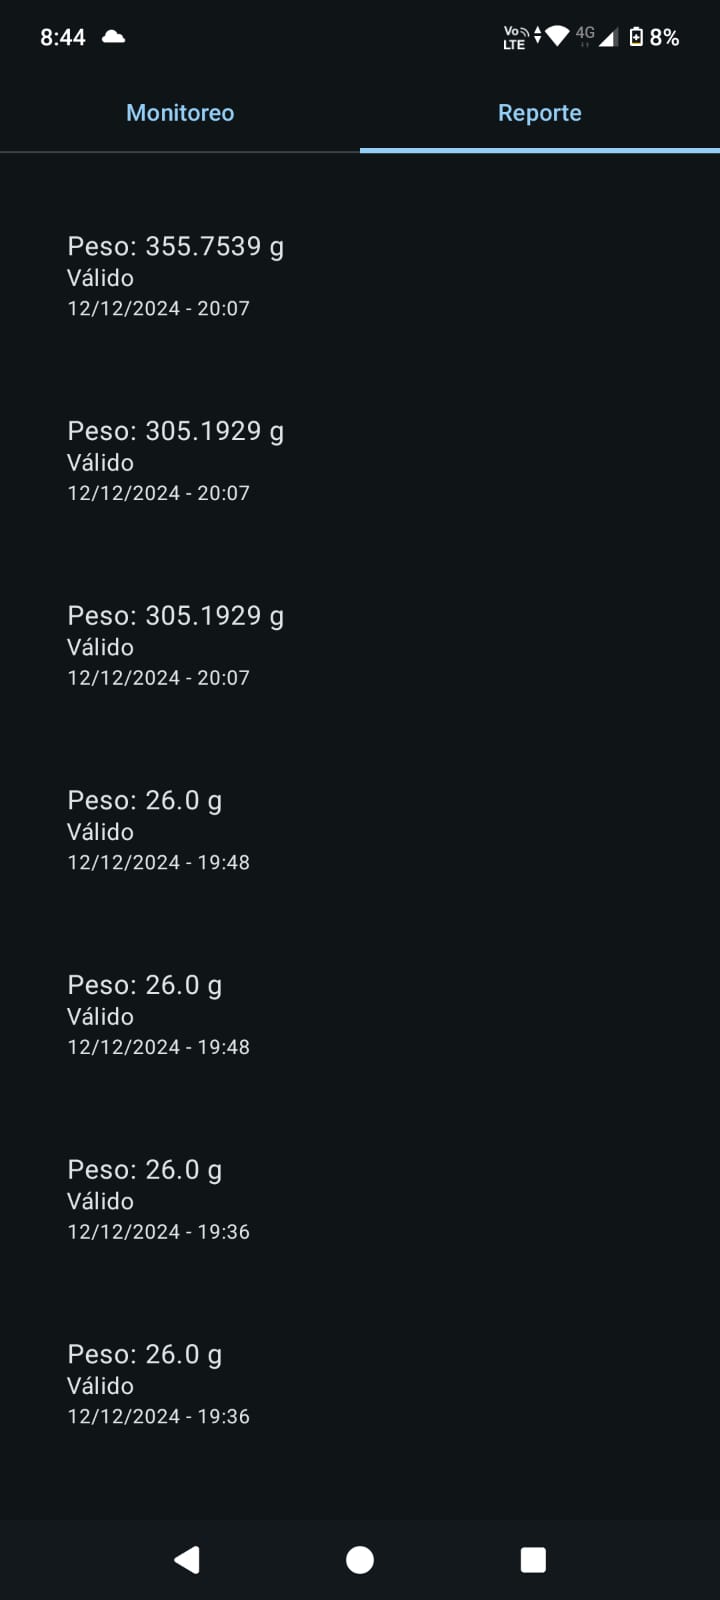 8:44 Vo LTE 4G 8%
Monitoreo Reporte
Peso: 355.7539 g
Válido
12/12/2024 - 20:07
Peso: 305.1929 g
Válido
12/12/2024 - 20:07
Peso: 305.1929 g
Válido
12/12/2024 - 20:07
Peso: 26.0 g
Válido
12/12/2024 - 19:48
Peso: 26.0 g
Válido
12/12/2024 - 19:48
Peso: 26.0 g
Válido
12/12/2024 - 19:36
Peso: 26.0 g
Válido
12/12/2024 - 19:36